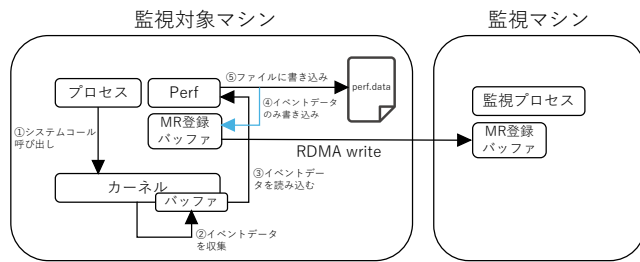 監視対象マシン
監視マシン
プロセス
Perf
⑤ファイルに書き込み
perf.data
④イベントデータ
のみ書き込み
MR登録
バッファ
①システムコール
呼び出し
RDMA write
③イベントデー
タを読み込む
カーネル
バッファ
②イベントデータ
を収集
監視プロセス
MR登録
バッファ